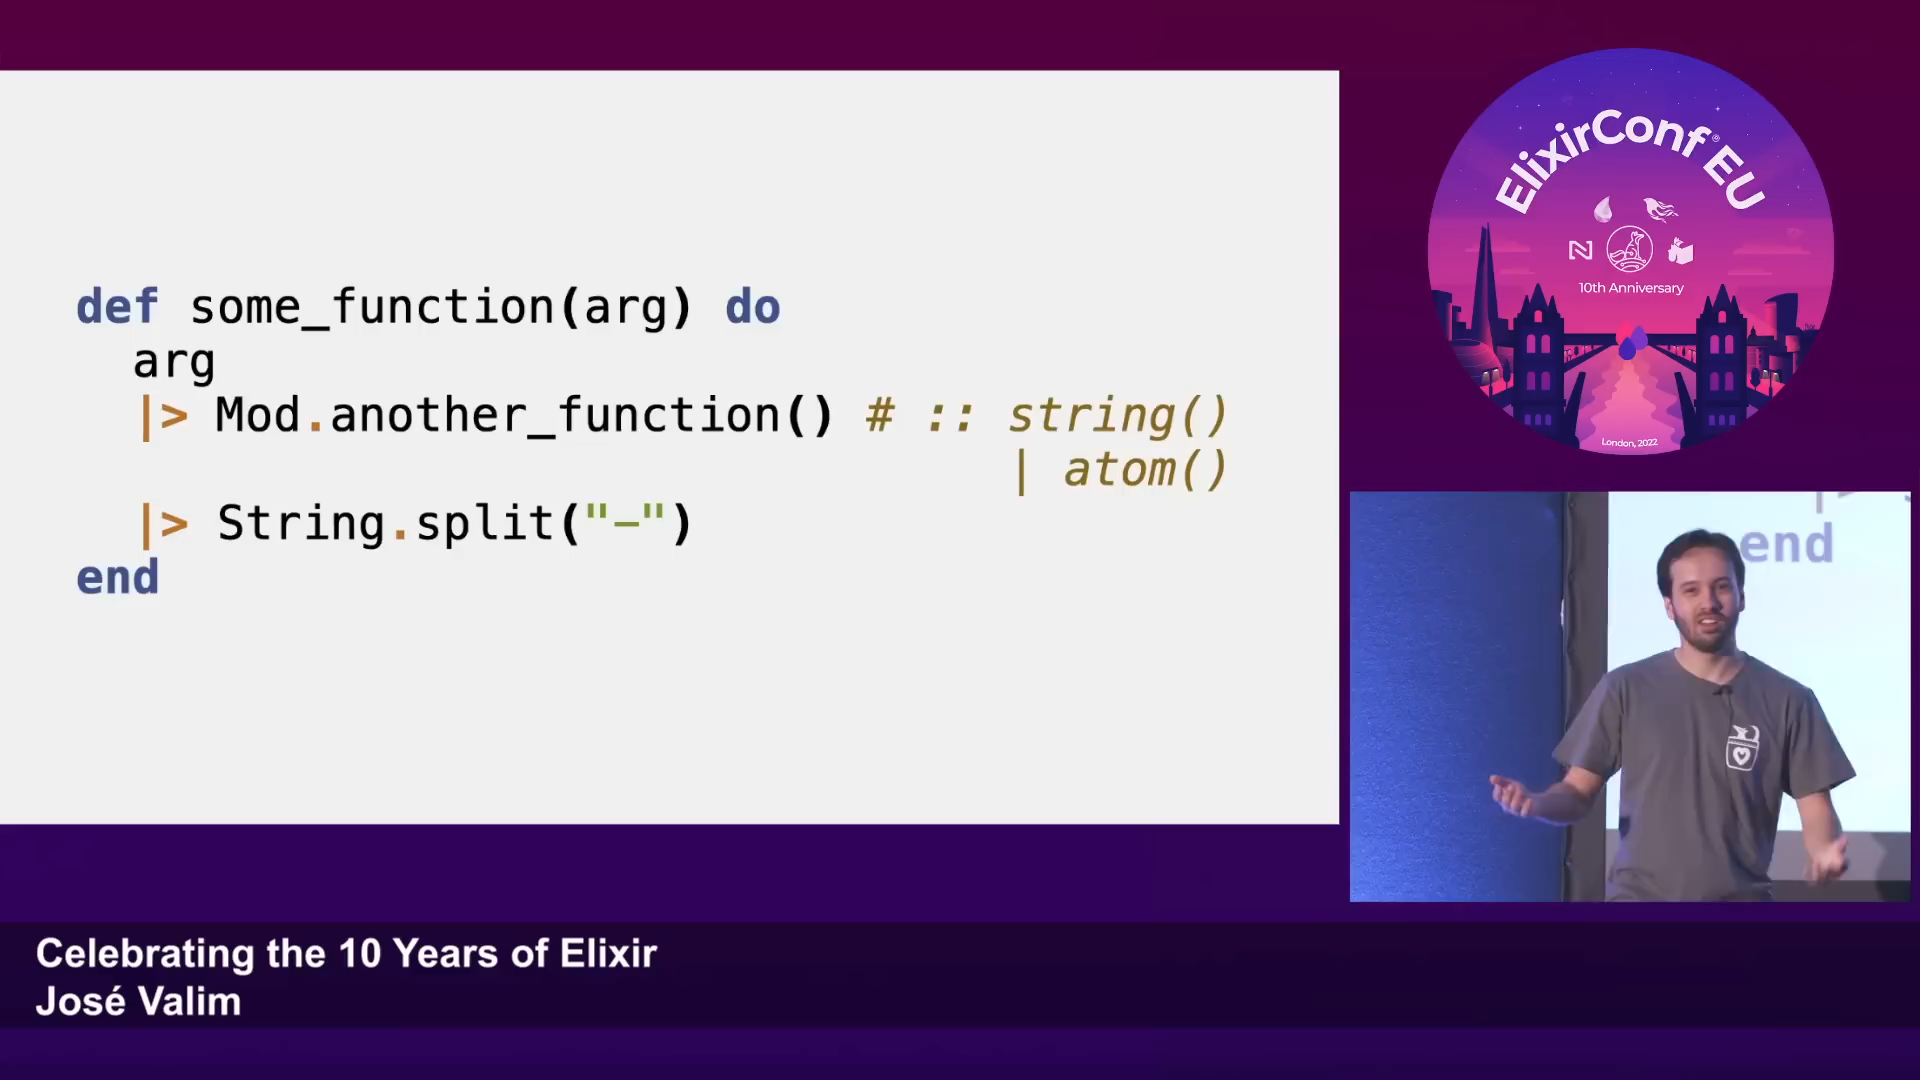 def some_function(arg) do
arg
|> Mod.another_function() # :: string()
| atom()
|> String.split("-")
end
ElixirConf® EU
10th Anniversary
London, 2022
end
Celebrating the 10 Years of Elixir
José Valim